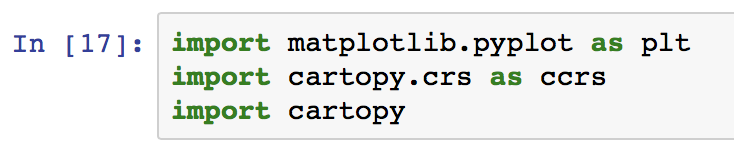 In [17]: import matplotlib.pyplot as plt
import cartopy.crs as ccrs
import cartopy